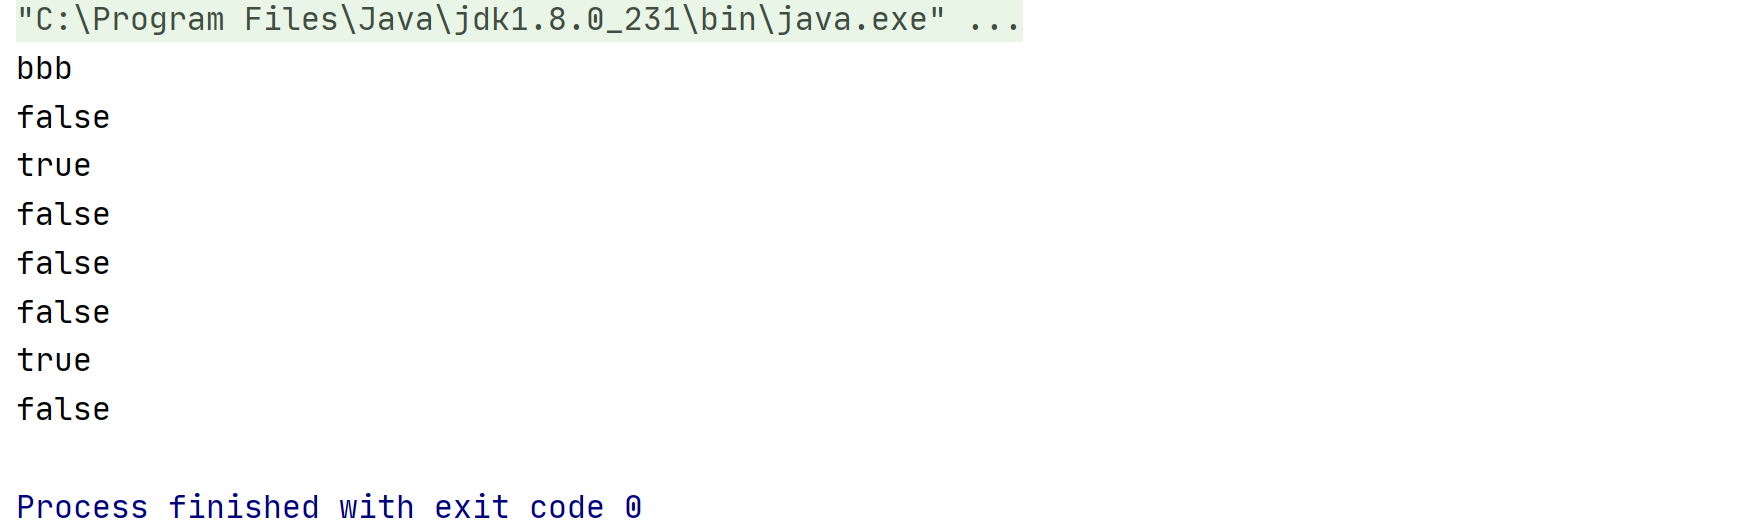 "C:\Program Files\Java\jdk1.8.0_231\bin\java.exe" ...
bbb
false
true
false
false
false
true
false
Process finished with exit code 0